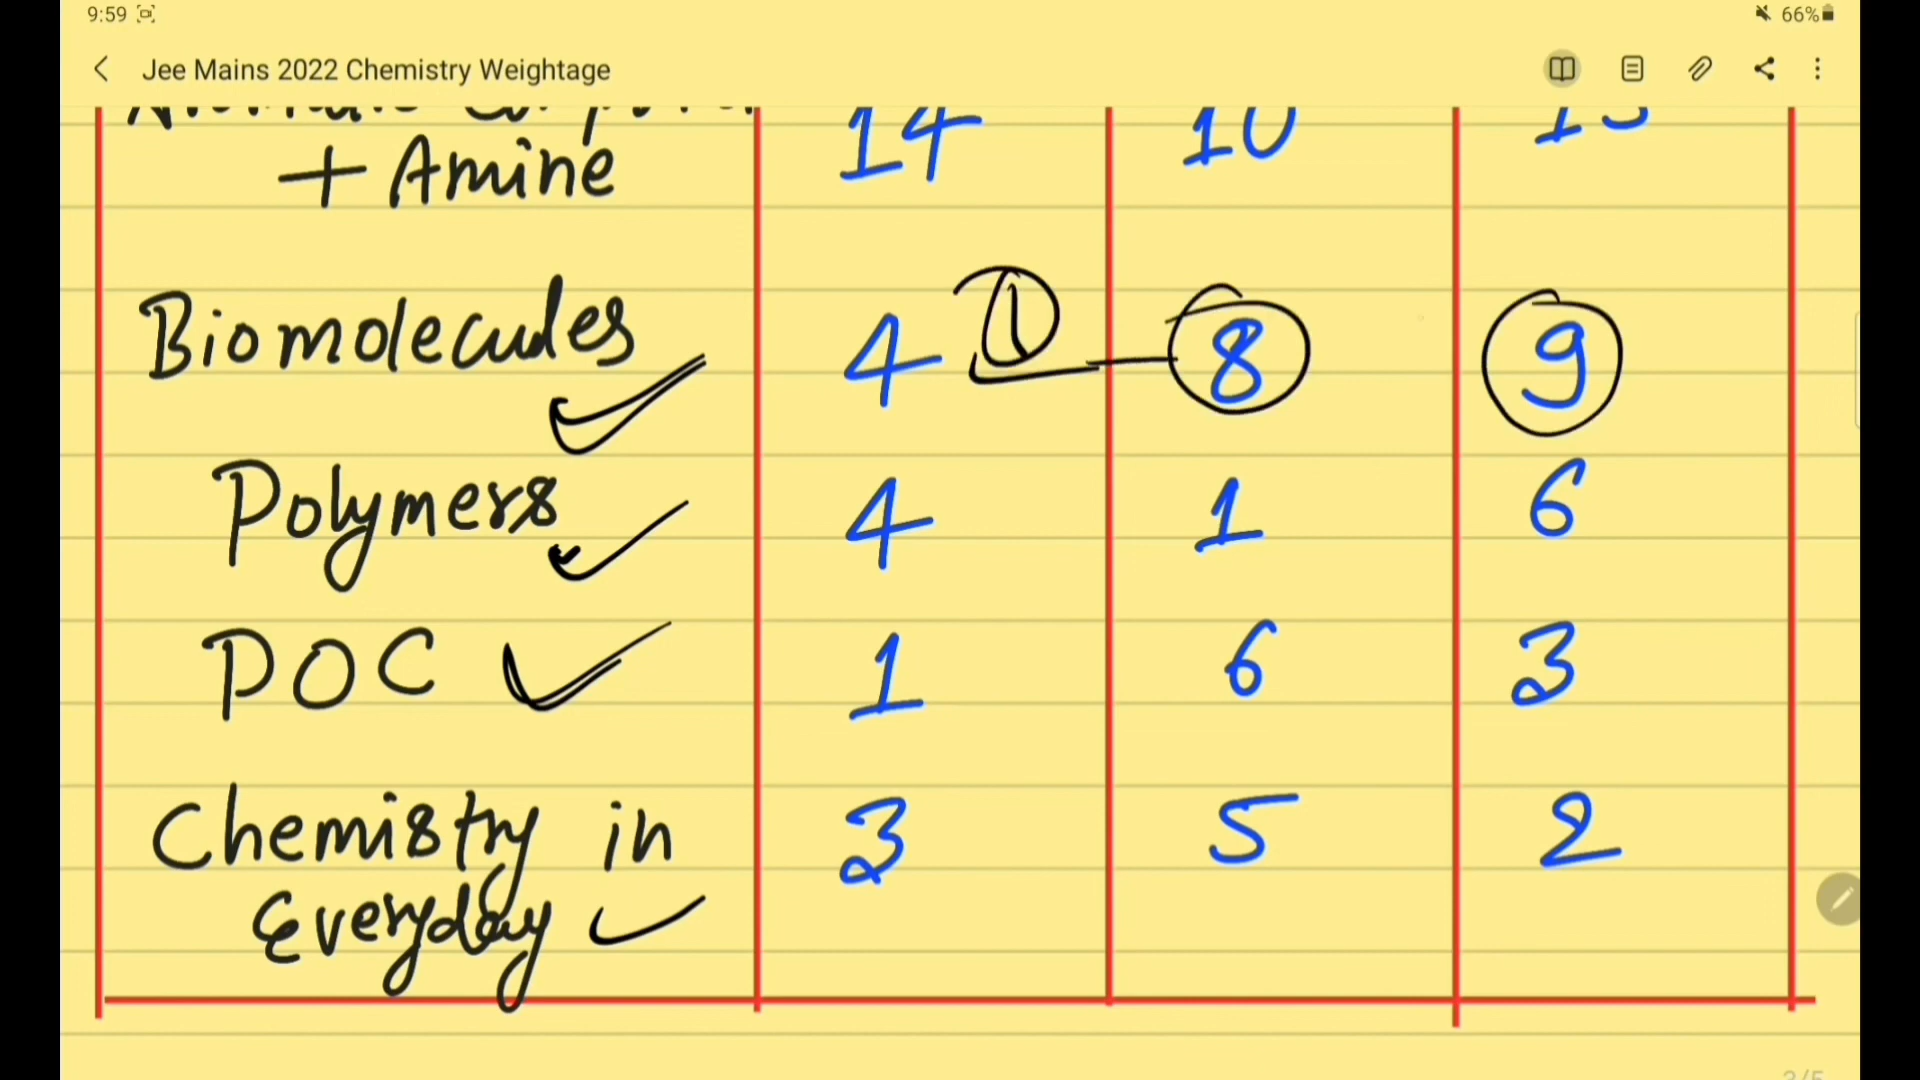 9:59 66%
Jee Mains 2022 Chemistry Weightage
14 10
+ Amine
Biomolecules 4 1 8 9
Polymers 4 1 6
POC 1 6 3
Chemistry in 3 5 2
Everyday